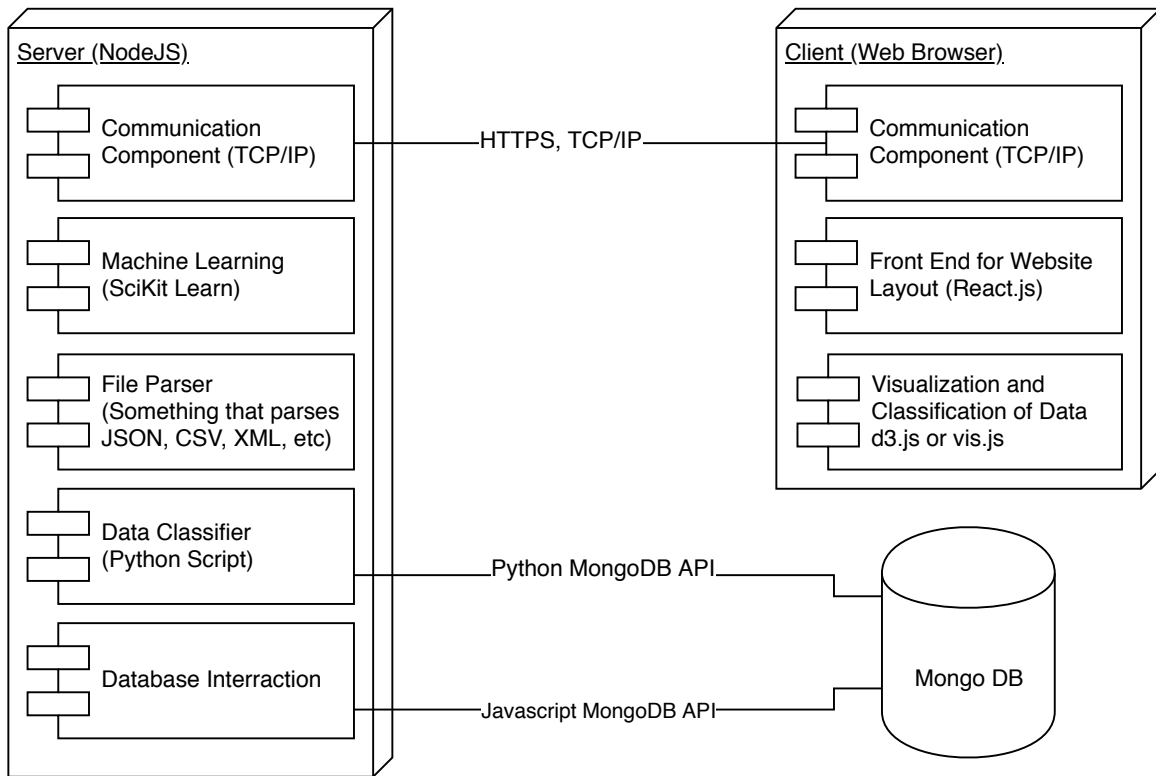 Server (NodeJS)
Communication
Component (TCP/IP)
Machine Learning
(SciKit Learn)
File Parser
(Something that parses
JSON, CSV, XML, etc)
Data Classifier
(Python Script)
Database Interraction
HTTPS, TCP/IP
Python MongoDB API
Javascript MongoDB API
Client (Web Browser)
Communication
Component (TCP/IP)
Front End for Website
Layout (React.js)
Visualization and
Classification of Data
d3.js or vis.js
Mongo DB